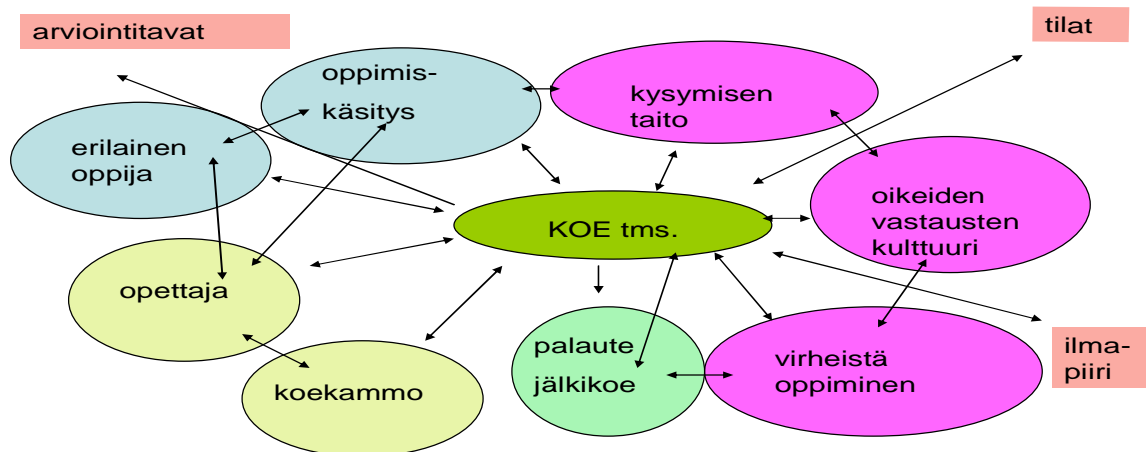 arviointitavat
tilat
oppimis-
käsitys
kysymisen
taito
erilainen
oppija
oikeiden
vastausten
kulttuuri
KOE tms.
opettaja
palaute
jälkikoe
virheistä
oppiminen
ilma-
piiri
koekammo